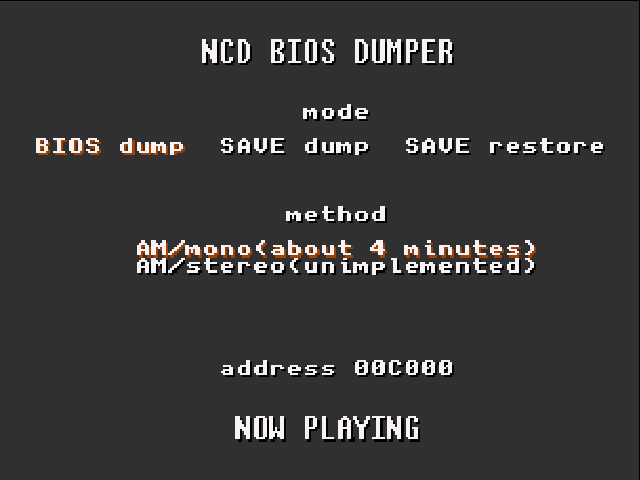 NCD BIOS DUMPER
mode
BIOS dump SAVE dump SAVE restore
method
AM/mono(about 4 minutes)
AM/stereo(unimplemented)
address 00C000
NOW PLAYING